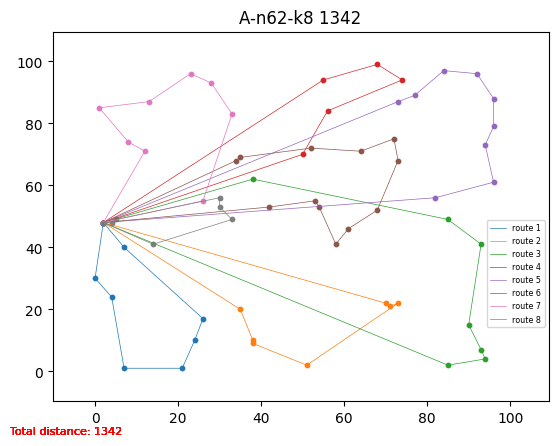 A-n62-k8 1342
100
80
60
40
20
0
0 20 40 60 80 100
route 1
route 2
route 3
route 4
route 5
route 6
route 7
route 8
Total distance: 1342